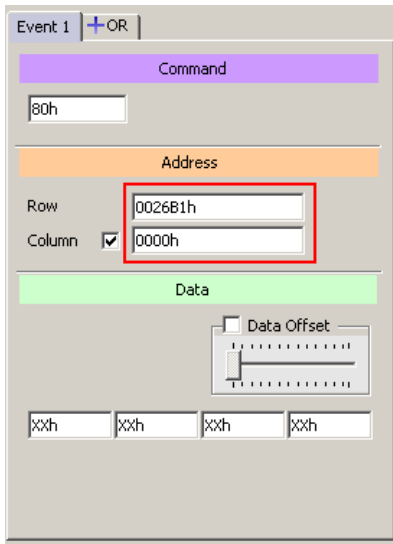 Event 1 +OR
Command
80h
Address
Row 0026B1h
Column 0000h
Data
Data Offset
XXh XXh XXh XXh